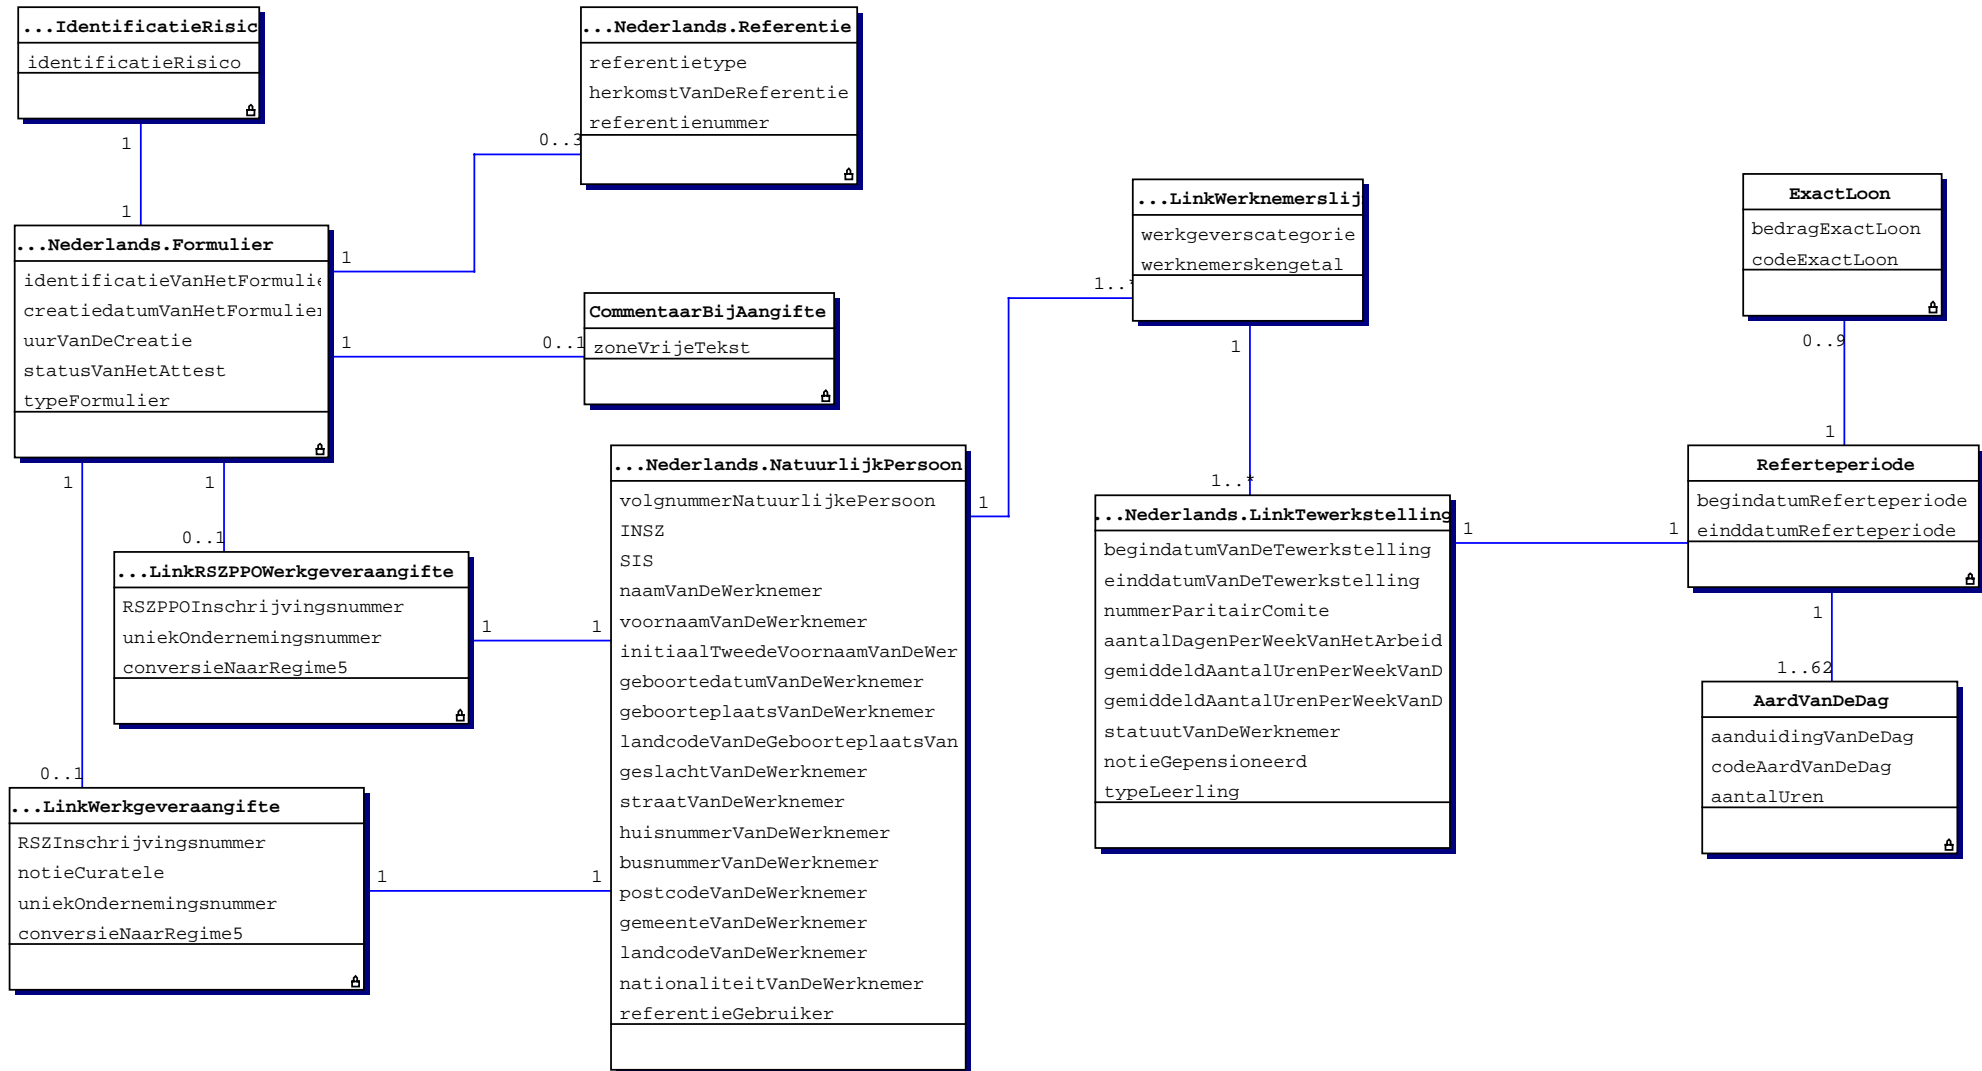 ...IdentificatieRisic
identificatieRisico
1
1
...Nederlands.Referentie
referentietype
herkomstVanDeReferentie
referentienummer
0..3
...Nederlands.Formulier
identificatieVanHetFormulie
creatiedatumVanHetFormulier
uurVanDeCreatie
statusVanHetAttest
typeFormulier
1
1
0..1
CommentaarBijAangifte
zoneVrijeTekst
1
1
0..1
...LinkRSZPPOWerkgeveraangifte
RSZPPOInschrijvingsnummer
uniekOndernemingsnummer
conversieNaarRegime5
1
1
0..1
...LinkWerkgeveraangifte
RSZInschrijvingsnummer
notieCuratele
uniekOndernemingsnummer
conversieNaarRegime5
1
1
...Nederlands.NatuurlijkPersoon
volgnummerNatuurlijkePersoon
INSZ
SIS
naamVanDeWerknemer
voornaamVanDeWerknemer
initiaalTweedeVoornaamVanDeWer
geboortedatumVanDeWerknemer
geboorteplaatsVanDeWerknemer
landcodeVanDeGeboorteplaatsVan
geslachtVanDeWerknemer
straatVanDeWerknemer
huisnummerVanDeWerknemer
busnummerVanDeWerknemer
postcodeVanDeWerknemer
gemeenteVanDeWerknemer
landcodeVanDeWerknemer
nationaliteitVanDeWerknemer
referentieGebruiker
1
1..*
...LinkWerknemerslij
werkgeverscategorie
werknemerskengetal
1
1..*
...Nederlands.LinkTewerkstelling
begindatumVanDeTewerkstelling
einddatumVanDeTewerkstelling
nummerParitairComite
aantalDagenPerWeekVanHetArbeid
gemiddeldAantalUrenPerWeekVanD
gemiddeldAantalUrenPerWeekVanD
statuutVanDeWerknemer
notieGepensioneerd
typeLeerling
1
1
ExactLoon
bedragExactLoon
codeExactLoon
0..9
1
Referteperiode
begindatumReferteperiode
einddatumReferteperiode
1
1..62
AardVanDeDag
aanduidingVanDeDag
codeAardVanDeDag
aantalUren